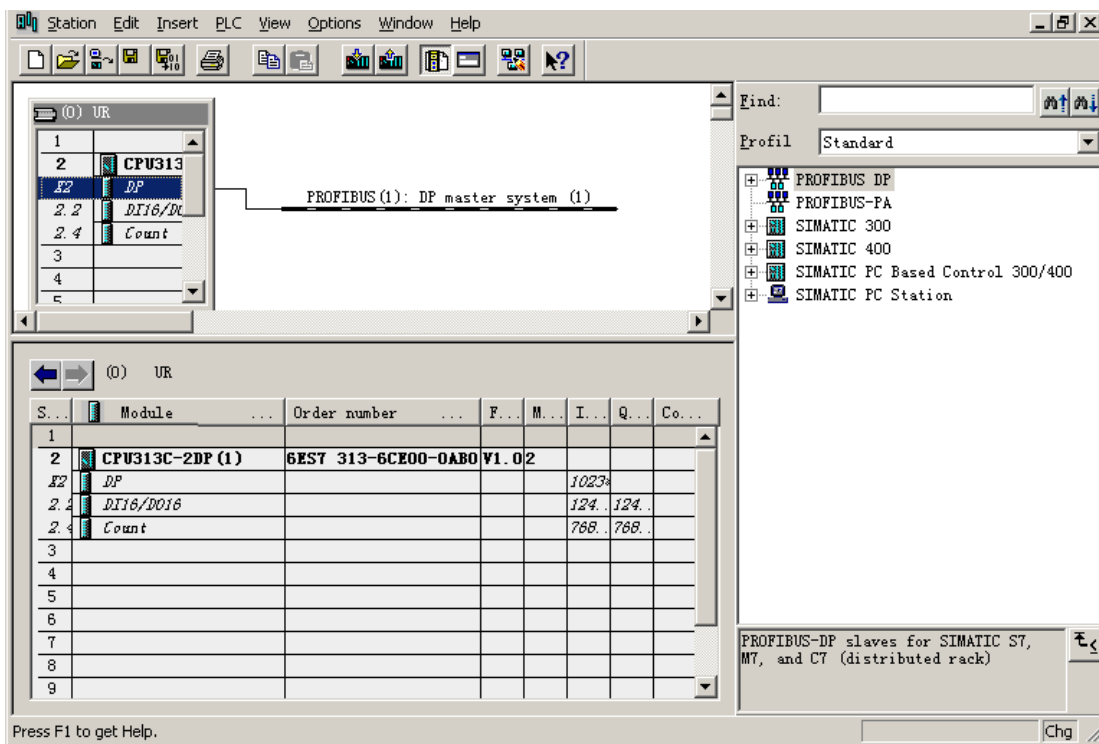 Station Edit Insert PLC View Options Window Help
(0) UR
1
2 CPU313
X2 DP
2.2 DI16/DO
2.4 Count
3
4
5
PROFIBUS(1): DP master system (1)
Find:
Profil Standard
PROFIBUS DP
PROFIBUS-PA
SIMATIC 300
SIMATIC 400
SIMATIC PC Based Control 300/400
SIMATIC PC Station
(0) UR
S... Module ... Order number ... F... M... I... Q... Co...
1
2 CPU313C-2DP(1) 6ES7 313-6CE00-0AB0 V1.0 2
X2 DP 1023*
2.2 DI16/DO16 124.. 124..
2.4 Count 768.. 768..
3
4
5
6
7
8
9
PROFIBUS-DP slaves for SIMATIC S7,
M7, and C7 (distributed rack)
Press F1 to get Help.
Chg